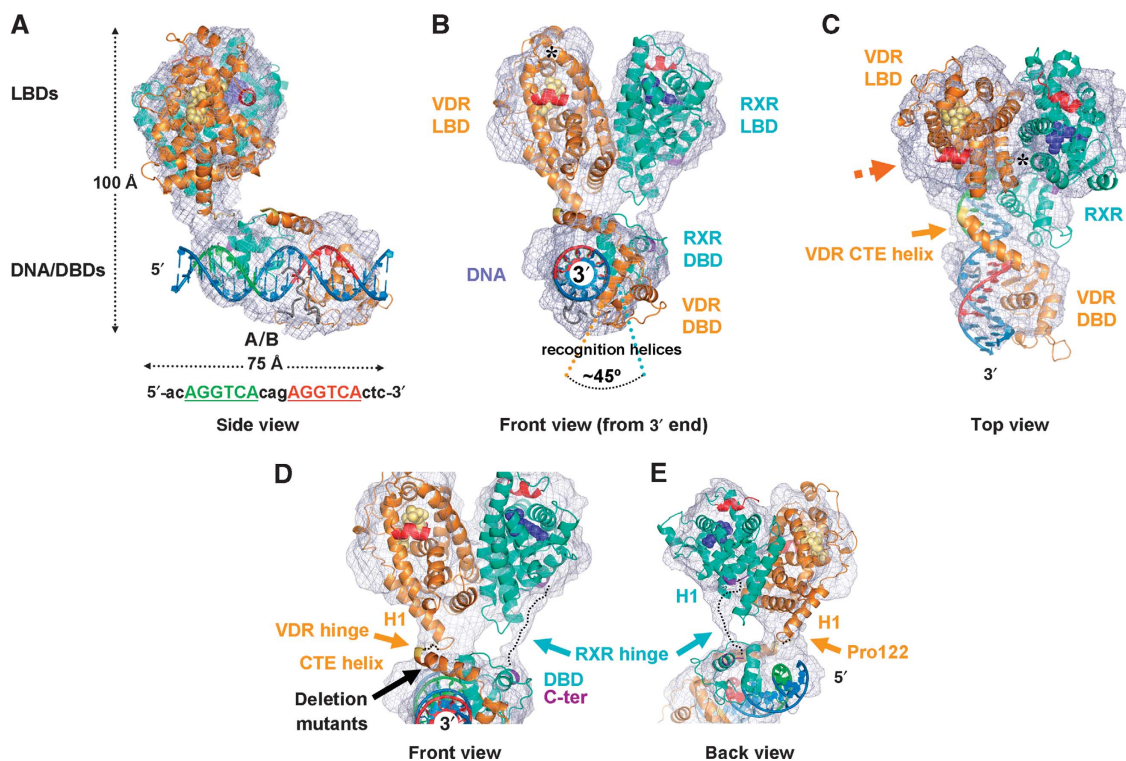 A
B
C
LBDs
100 Å
DNA/DBDs
5′
A/B
75 Å
5′-acAGGTCAcagAGGTCActc-3′
Side view
*
VDR
LBD
RXR
LBD
DNA
3′
RXR
DBD
VDR
DBD
recognition helices
~45º
Front view (from 3′ end)
VDR
LBD
*
RXR
VDR CTE helix
VDR
DBD
3′
Top view
D
E
H1
VDR hinge
CTE helix
Deletion
mutants
3′
RXR hinge
DBD
C-ter
Front view
H1
H1
Pro122
5′
Back view